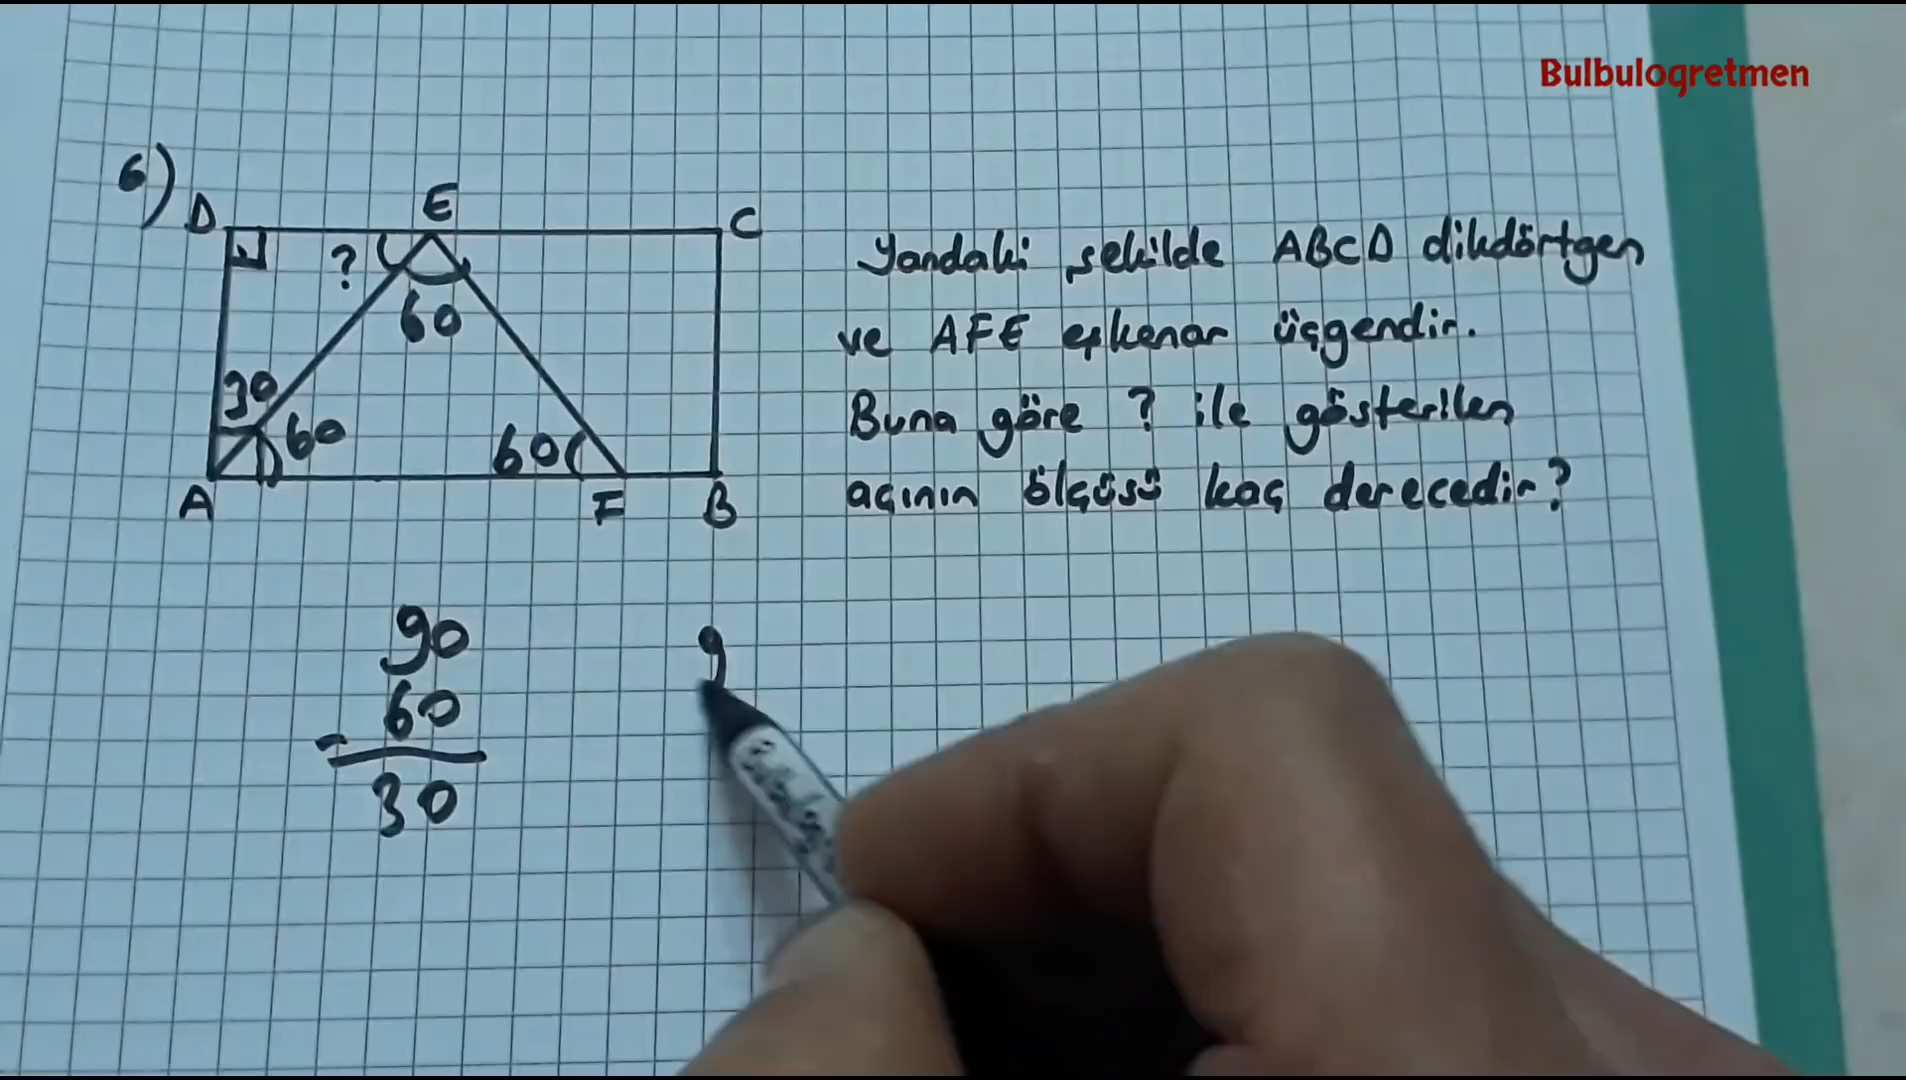 Bulbulogretmen
6)
D E C
? 60
30
60 60
A F B
Yandaki şekilde ABCD dikdörtgen
ve AFE eşkenar üçgendir.
Buna göre ? ile gösterilen
açının ölçüsü kaç derecedir?
90
- 60
30
9